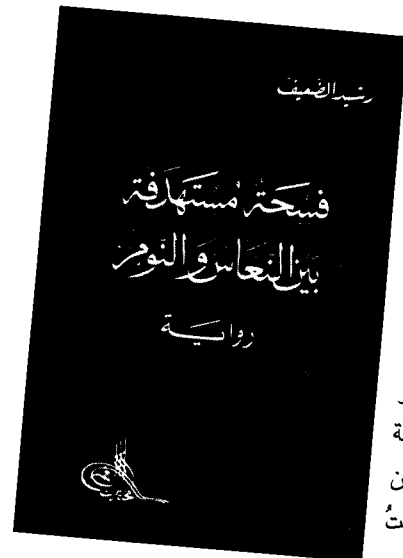 رشيد الضعيف
فسحة مستهدفة
بين النعاس والنوم
رواية